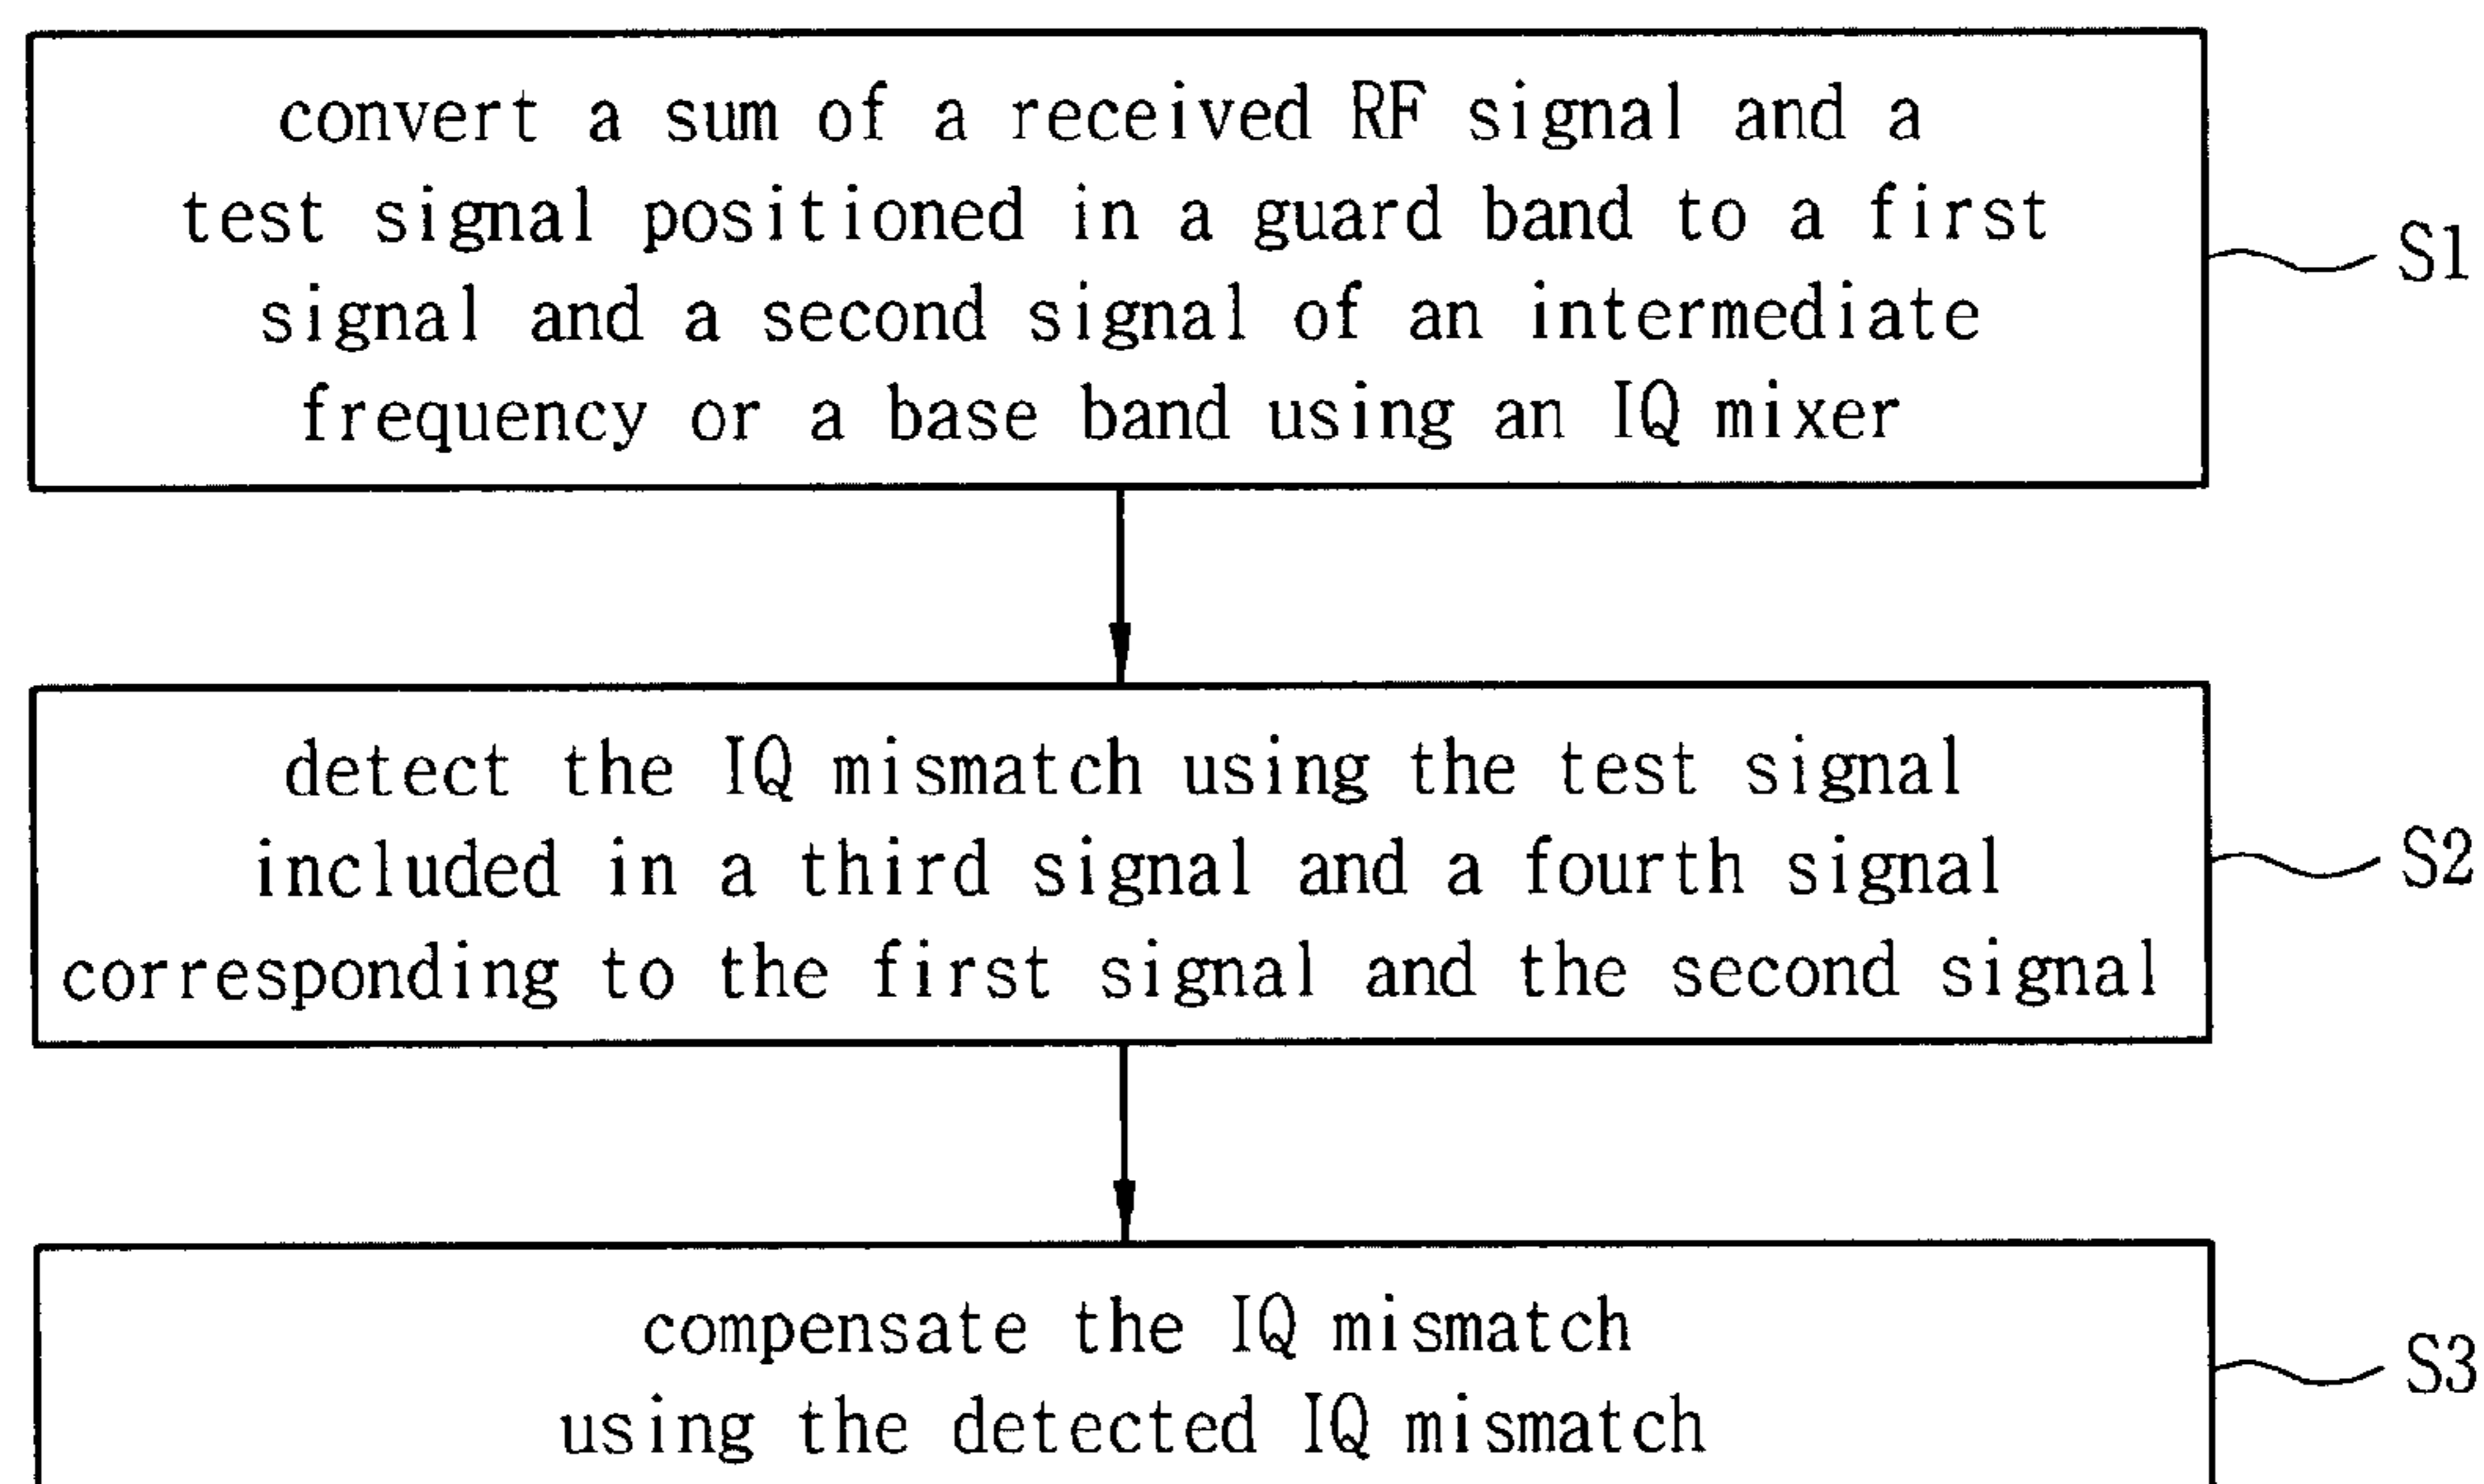 convert a sum of a received RF signal and a
test signal positioned in a guard band to a first
signal and a second signal of an intermediate
frequency or a base band using an IQ mixer
S1
detect the IQ mismatch using the test signal
included in a third signal and a fourth signal
corresponding to the first signal and the second signal
S2
compensate the IQ mismatch
using the detected IQ mismatch
S3